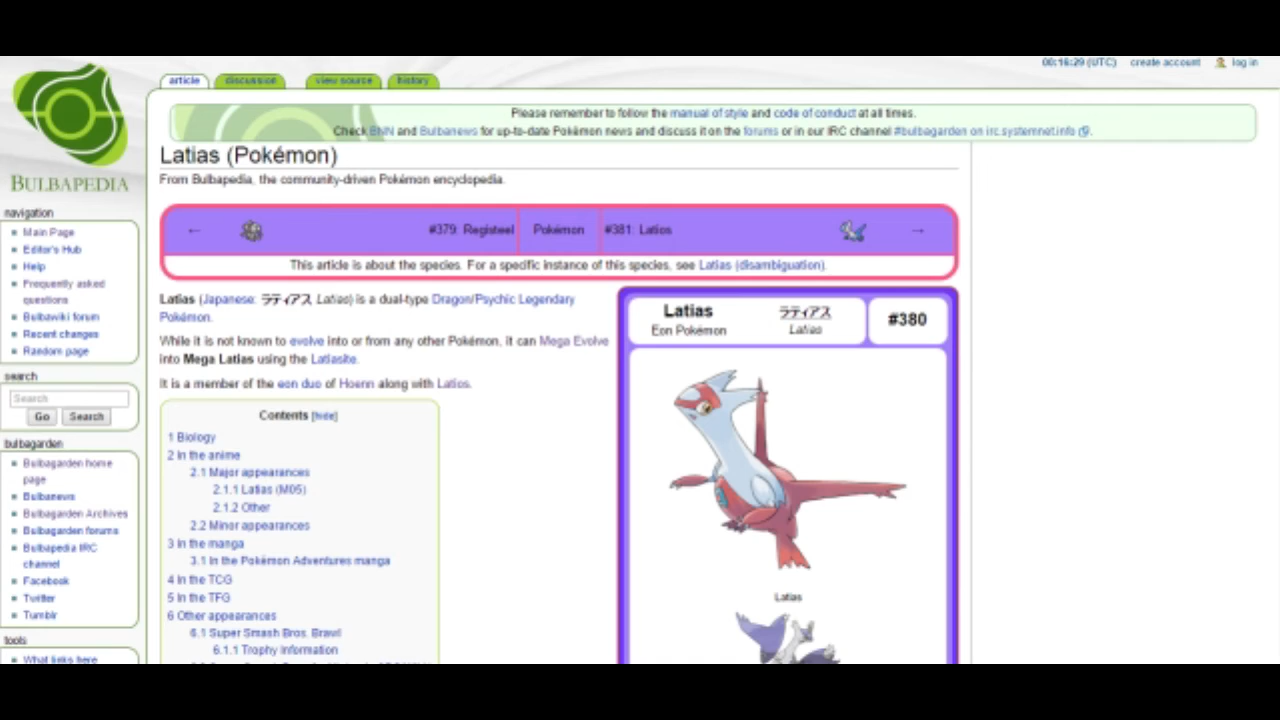 00:16:29 (UTC) create account log in
article discussion view source history
Please remember to follow the manual of style and code of conduct at all times.
Check BNN and Bulbanews for up-to-date Pokémon news and discuss it on the forums or in our IRC channel #bulbagarden on irc.systemnet.info
BULBAPEDIA
navigation
Main Page
Editor's Hub
Help
Frequently asked
questions
Bulbawiki forum
Recent changes
Random page
search
Search
Go Search
bulbagarden
Bulbagarden home
page
Bulbanews
Bulbagarden Archives
Bulbagarden forums
Bulbapedia IRC
channel
Facebook
Twitter
Tumblr
tools
What links here
Latias (Pokémon)
From Bulbapedia, the community-driven Pokémon encyclopedia.
← #379: Registeel Pokémon #381: Latios →
This article is about the species. For a specific instance of this species, see Latias (disambiguation).
Latias (Japanese: ラティアス Latias) is a dual-type Dragon/Psychic Legendary
Pokémon.
While it is not known to evolve into or from any other Pokémon, it can Mega Evolve
into Mega Latias using the Latiasite.
It is a member of the eon duo of Hoenn along with Latios.
Contents [hide]
1 Biology
2 In the anime
2.1 Major appearances
2.1.1 Latias (M05)
2.1.2 Other
2.2 Minor appearances
3 In the manga
3.1 In the Pokémon Adventures manga
4 In the TCG
5 In the TFG
6 Other appearances
6.1 Super Smash Bros. Brawl
6.1.1 Trophy Information
Latias ラティアス #380
Eon Pokémon Latias
Latias